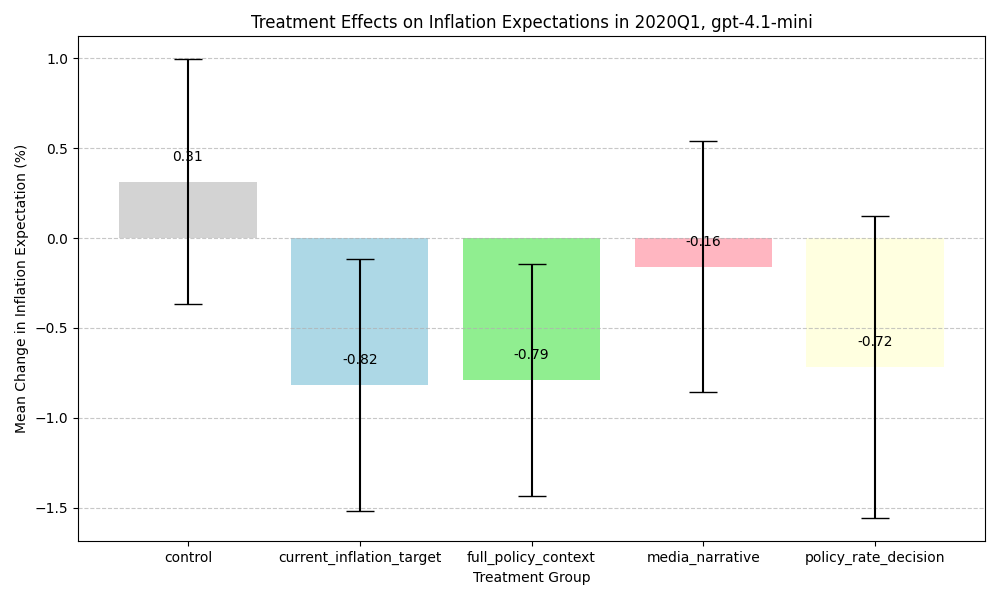 Treatment Effects on Inflation Expectations in 2020Q1, gpt-4.1-mini
Mean Change in Inflation Expectation (%)
1.0
0.5
0.0
−0.5
−1.0
−1.5
0.31
-0.82
-0.79
-0.16
-0.72
control
current_inflation_target
full_policy_context
media_narrative
policy_rate_decision
Treatment Group